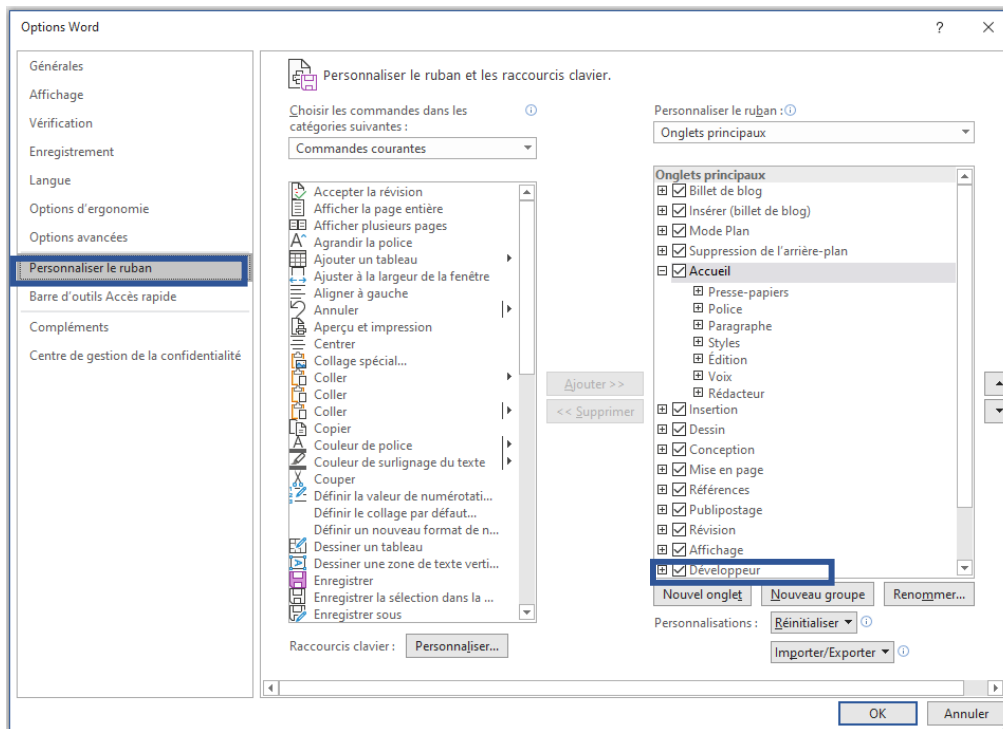 Options Word
?
Générales
Affichage
Vérification
Enregistrement
Langue
Options d'ergonomie
Options avancées
Personnaliser le ruban
Barre d'outils Accès rapide
Compléments
Centre de gestion de la confidentialité
Personnaliser le ruban et les raccourcis clavier.
Choisir les commandes dans les
catégories suivantes :
Commandes courantes
Accepter la révision
Afficher la page entière
Afficher plusieurs pages
Agrandir la police
Ajouter un tableau
Ajuster à la largeur de la fenêtre
Aligner à gauche
Annuler
Aperçu et impression
Centrer
Collage spécial...
Coller
Coller
Coller
Copier
Couleur de police
Couleur de surlignage du texte
Couper
Définir la valeur de numérotati...
Définir le collage par défaut...
Définir un nouveau format de n...
Dessiner un tableau
Dessiner une zone de texte verti...
Enregistrer
Enregistrer la sélection dans la ...
Enregistrer sous
Raccourcis clavier :
Personnaliser...
Ajouter >>
<< Supprimer
Personnaliser le ruban :
Onglets principaux
Onglets principaux
Billet de blog
Insérer (billet de blog)
Mode Plan
Suppression de l'arrière-plan
Accueil
Presse-papiers
Police
Paragraphe
Styles
Édition
Voix
Rédacteur
Insertion
Dessin
Conception
Mise en page
Références
Publipostage
Révision
Affichage
Développeur
Nouvel onglet
Nouveau groupe
Renommer...
Personnalisations :
Réinitialiser
Importer/Exporter
OK
Annuler